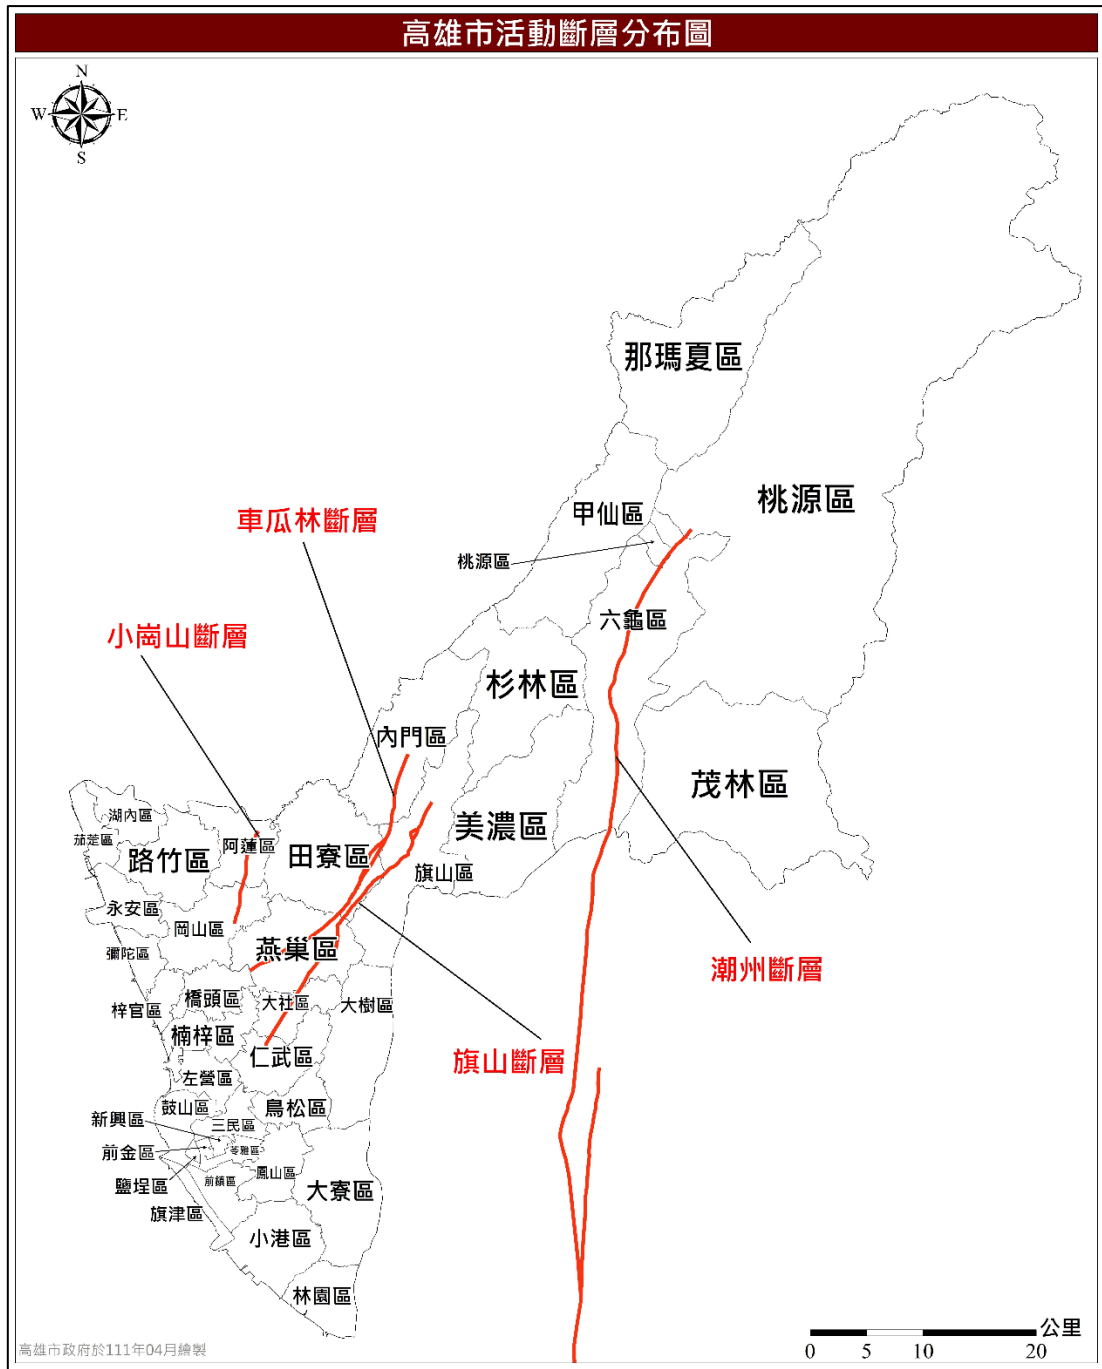 高雄市活動斷層分布圖
N
W
E
S
那瑪夏區
桃源區
甲仙區
車瓜林斷層
桃源區
六龜區
小崗山斷層
杉林區
內門區
茂林區
湖內區
美濃區
茄萣區
阿蓮區
路竹區
田寮區
旗山區
永安區
岡山區
燕巢區
彌陀區
潮州斷層
橋頭區
大社區
大樹區
梓官區
楠梓區
仁武區
旗山斷層
左營區
鼓山區
鳥松區
新興區
三民區
前金區
苓雅區
鹽埕區
前鎮區
鳳山區
大寮區
旗津區
小港區
林園區
公里
0 5 10 20
高雄市政府於111年04月繪製